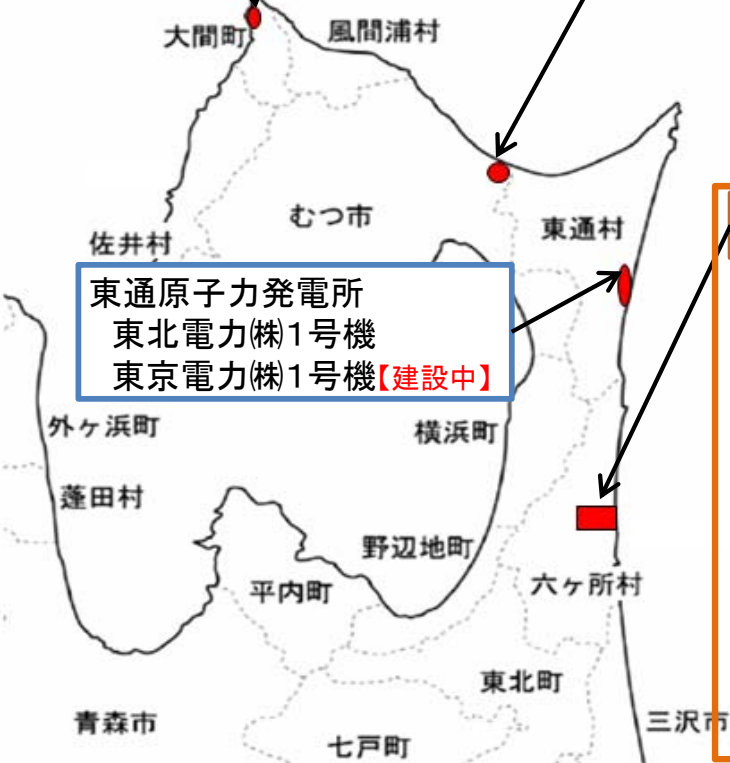 大間町
風間浦村
むつ市
東通村
佐井村
東通原子力発電所
東北電力㈱1号機
東京電力㈱1号機【建設中】
外ヶ浜町
横浜町
蓬田村
野辺地町
平内町
六ヶ所村
東北町
青森市
七戸町
三沢市